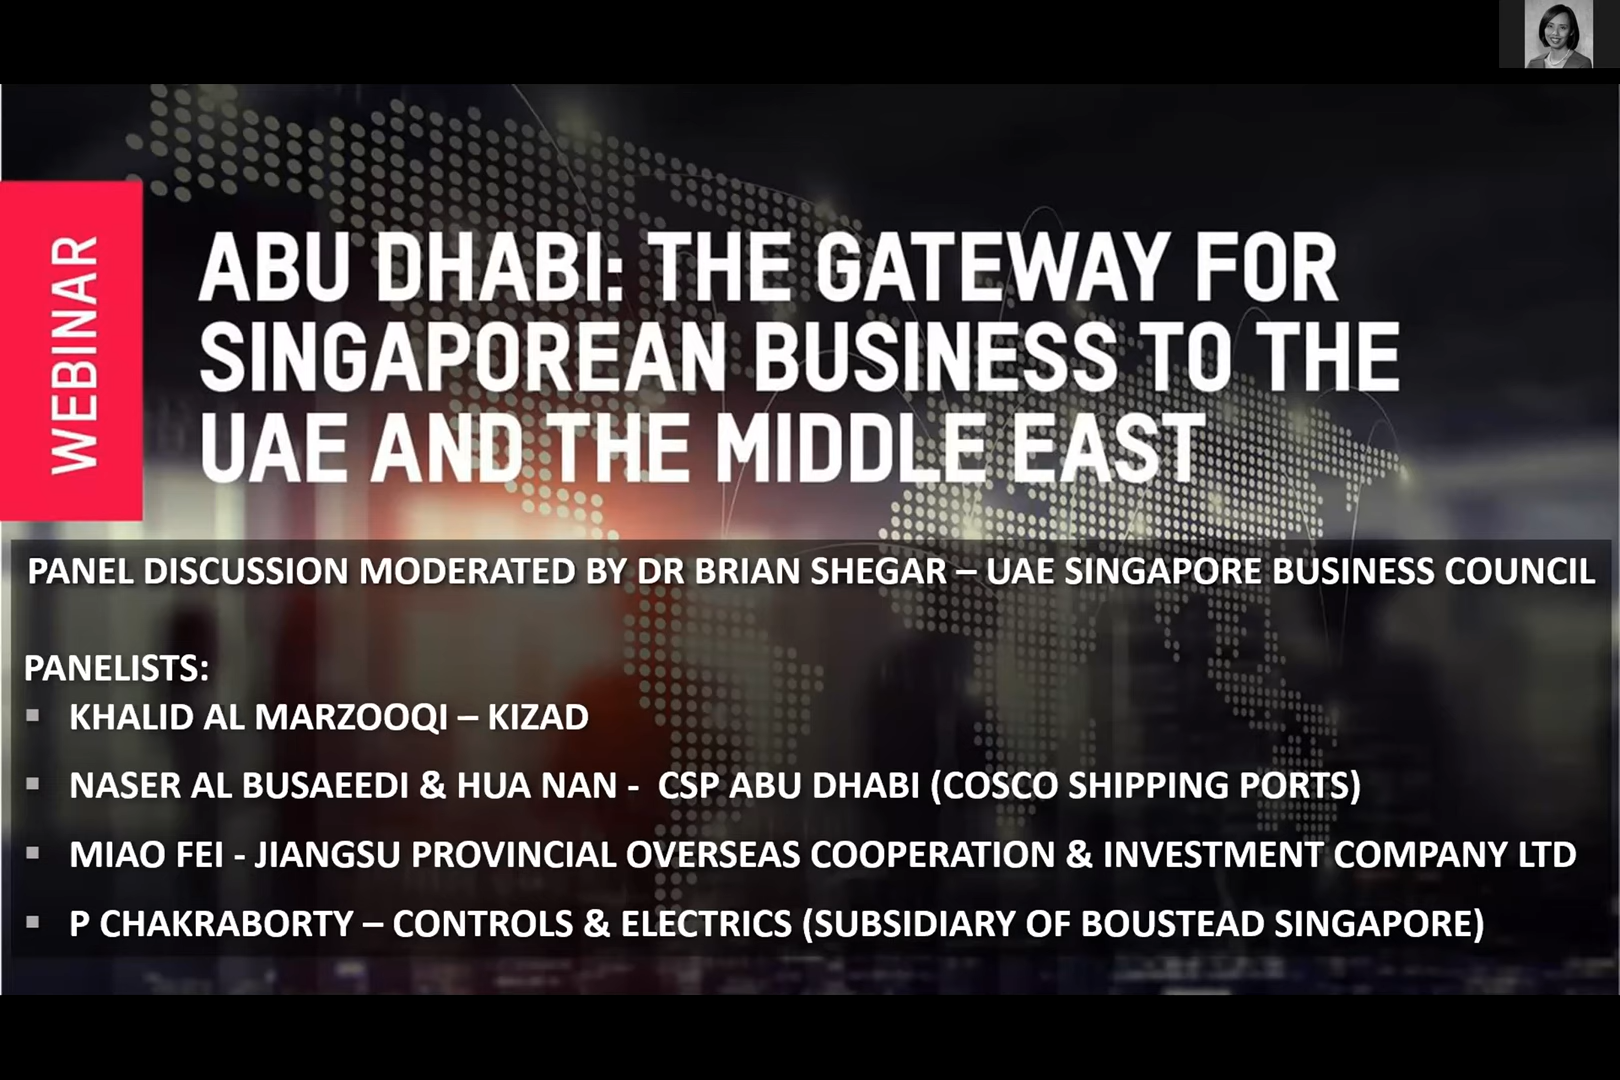 WEBINAR
ABU DHABI: THE GATEWAY FOR
SINGAPOREAN BUSINESS TO THE
UAE AND THE MIDDLE EAST
PANEL DISCUSSION MODERATED BY DR BRIAN SHEGAR – UAE SINGAPORE BUSINESS COUNCIL
PANELISTS:
▪ KHALID AL MARZOOQI – KIZAD
▪ NASER AL BUSAEEDI & HUA NAN - CSP ABU DHABI (COSCO SHIPPING PORTS)
▪ MIAO FEI - JIANGSU PROVINCIAL OVERSEAS COOPERATION & INVESTMENT COMPANY LTD
▪ P CHAKRABORTY – CONTROLS & ELECTRICS (SUBSIDIARY OF BOUSTEAD SINGAPORE)